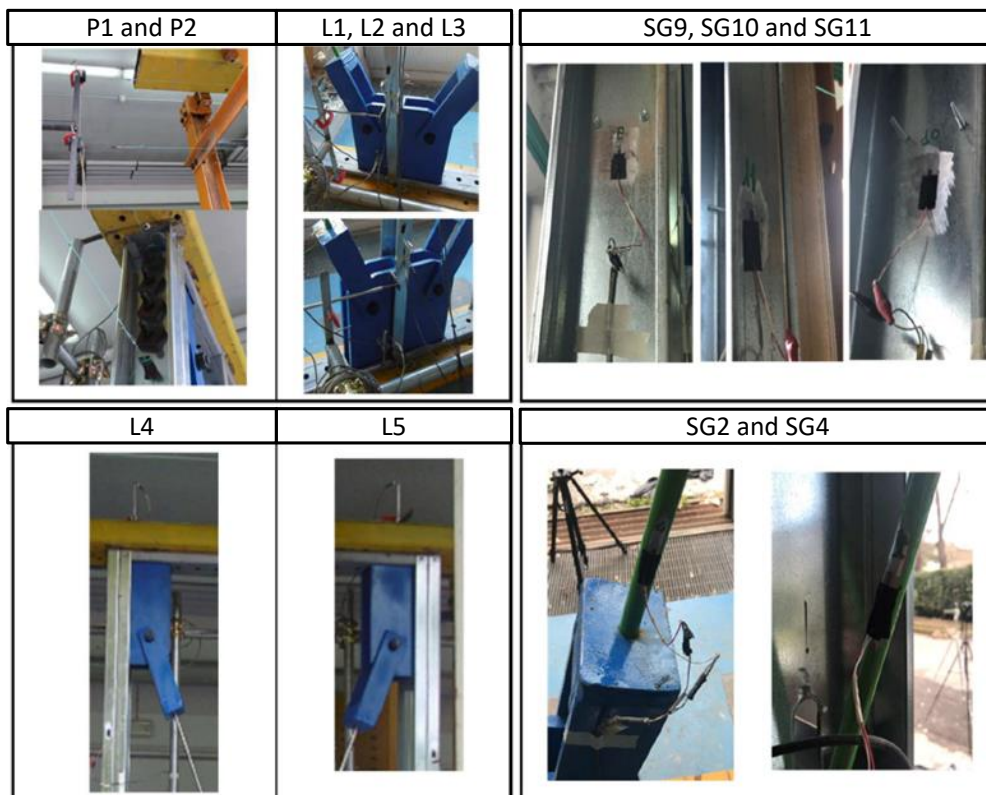 P1 and P2
L1, L2 and L3
SG9, SG10 and SG11
L4
L5
SG2 and SG4